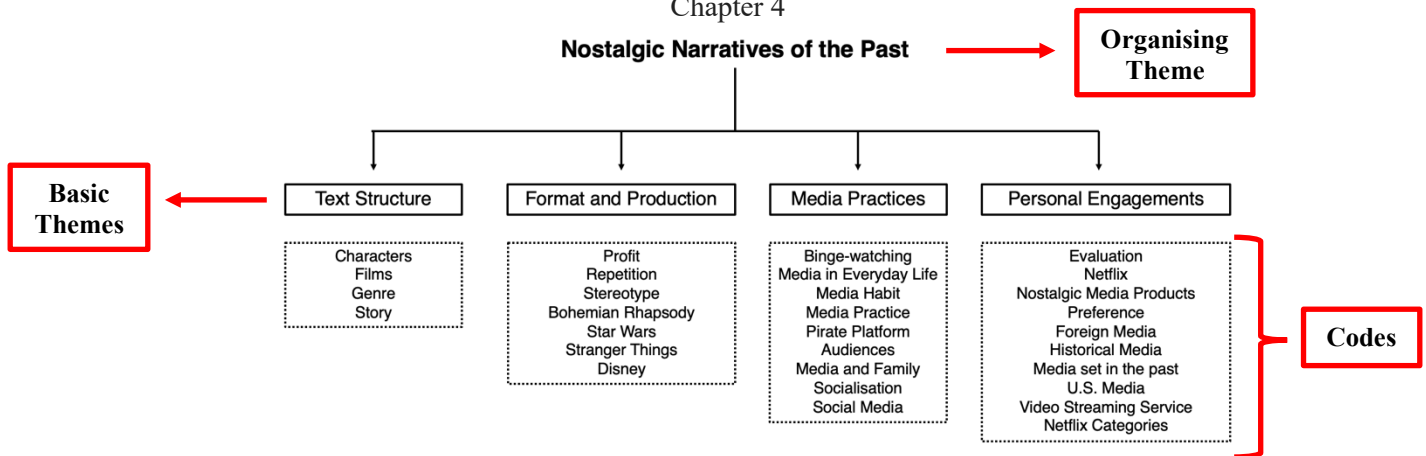 Chapter 4
Nostalgic Narratives of the Past
Organising
Theme
Basic
Themes
Text Structure
Format and Production
Media Practices
Personal Engagements
Characters
Films
Genre
Story
Profit
Repetition
Stereotype
Bohemian Rhapsody
Star Wars
Stranger Things
Disney
Binge-watching
Media in Everyday Life
Media Habit
Media Practice
Pirate Platform
Audiences
Media and Family
Socialisation
Social Media
Evaluation
Netflix
Nostalgic Media Products
Preference
Foreign Media
Historical Media
Media set in the past
U.S. Media
Video Streaming Service
Netflix Categories
Codes